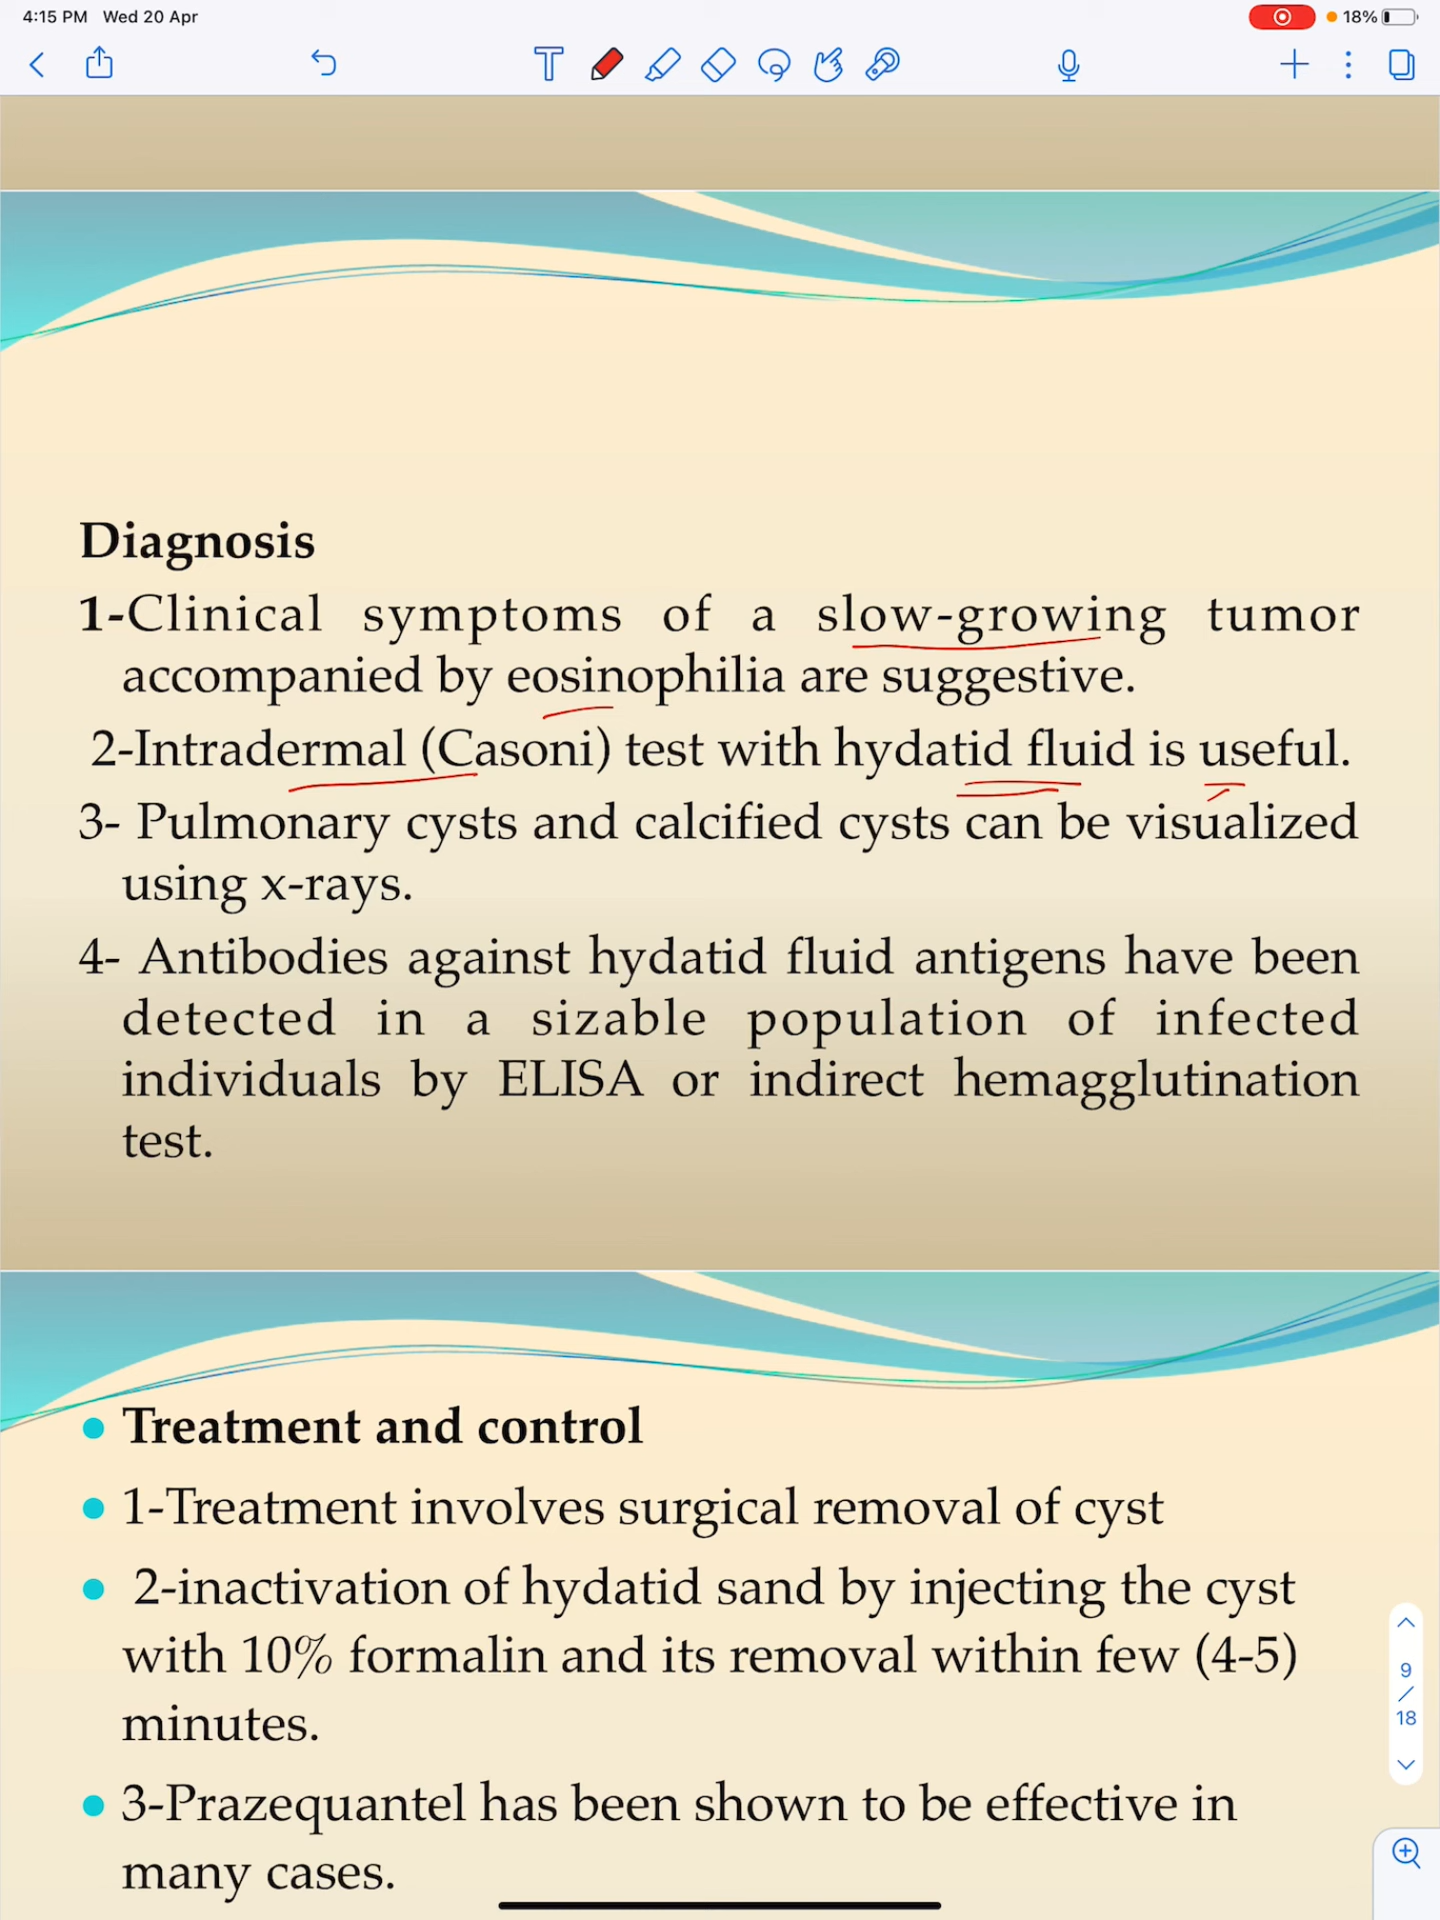 4:15 PM Wed 20 Apr
18%
Diagnosis
1-Clinical symptoms of a slow-growing tumor
accompanied by eosinophilia are suggestive.
2-Intradermal (Casoni) test with hydatid fluid is useful.
3- Pulmonary cysts and calcified cysts can be visualized
using x-rays.
4- Antibodies against hydatid fluid antigens have been
detected in a sizable population of infected
individuals by ELISA or indirect hemagglutination
test.
• Treatment and control
• 1-Treatment involves surgical removal of cyst
• 2-inactivation of hydatid sand by injecting the cyst
with 10% formalin and its removal within few (4-5)
minutes.
• 3-Prazequantel has been shown to be effective in
many cases.
9
/
18